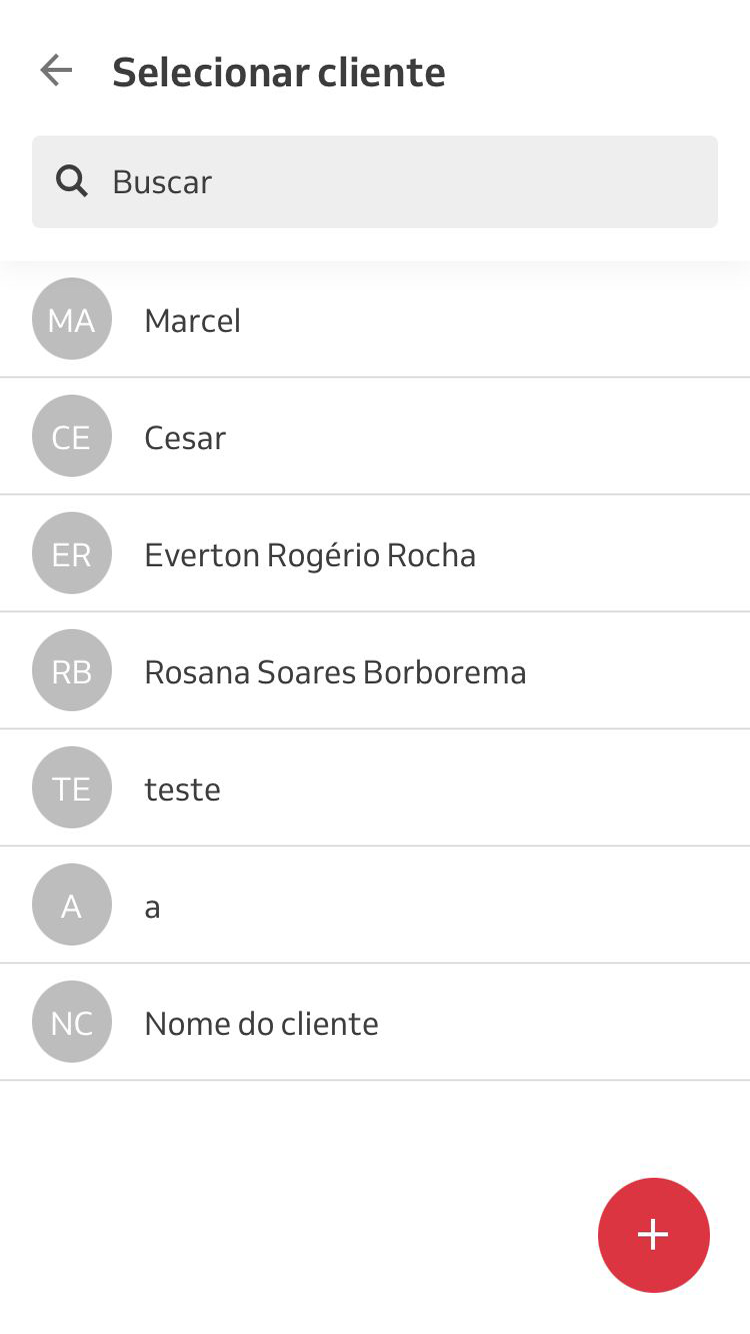 Selecionar cliente
Buscar
MA Marcel
CE Cesar
ER Everton Rogério Rocha
RB Rosana Soares Borborema
TE teste
A a
NC Nome do cliente
+